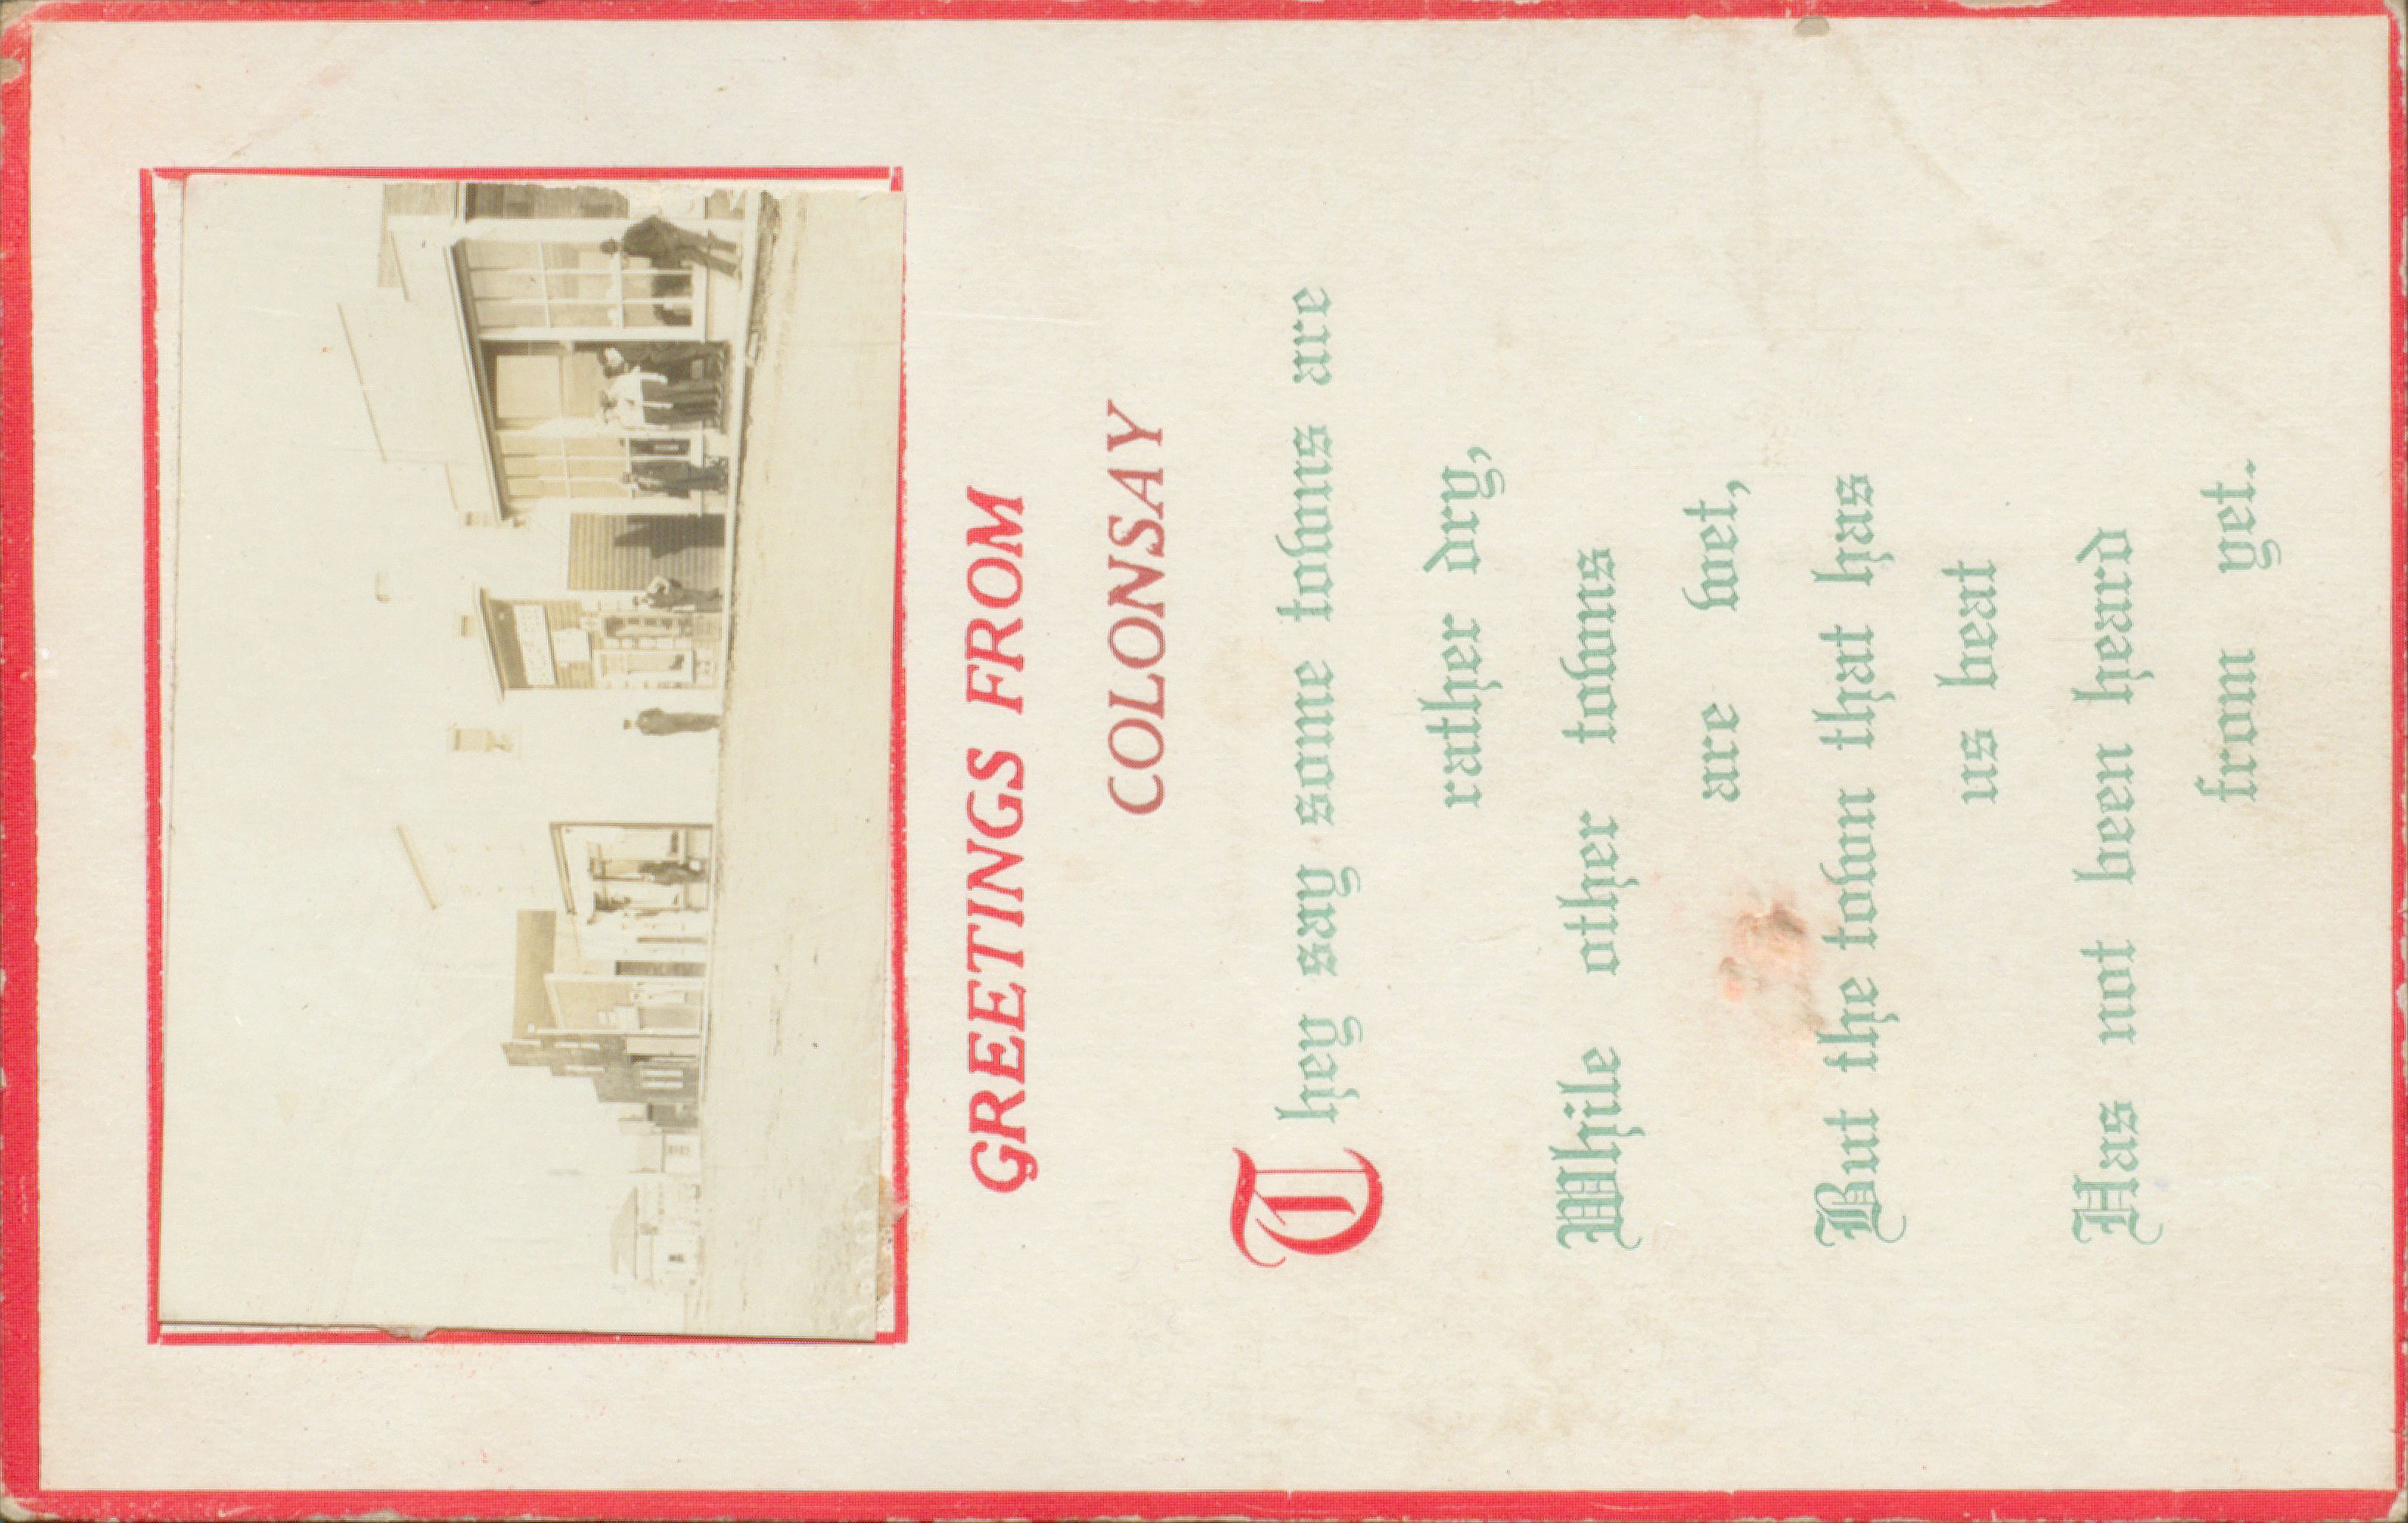 GREETINGS FROM
COLONSAY
They say some towns are
rather dry,
While other towns
are wet,
But the town that has
us beat
Has not been heard
from yet.